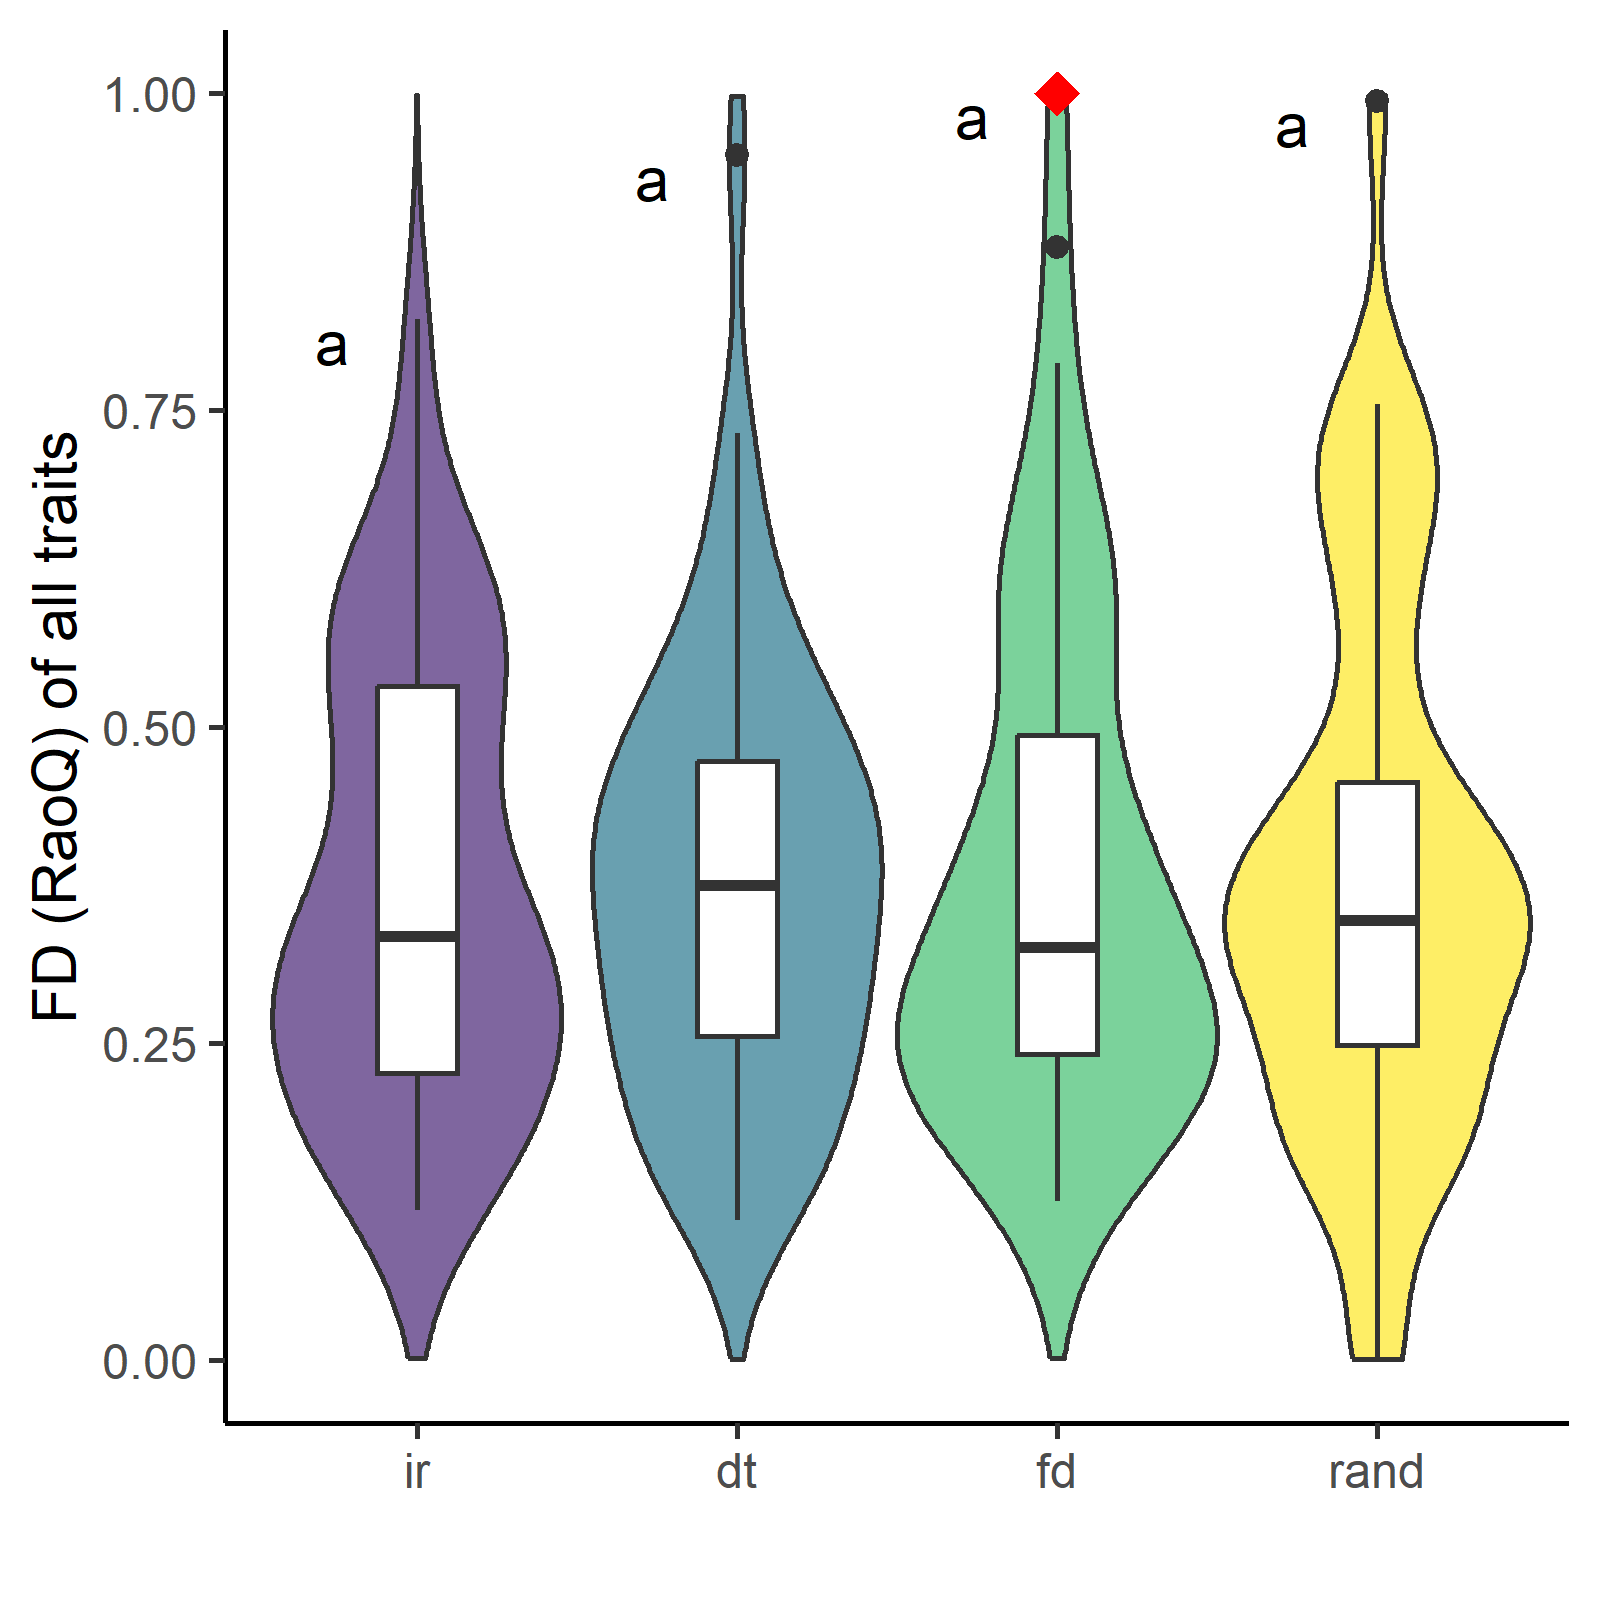 FD (RaoQ) of all traits
1.00
0.75
0.50
0.25
0.00
a
a
a
a
ir
dt
fd
rand